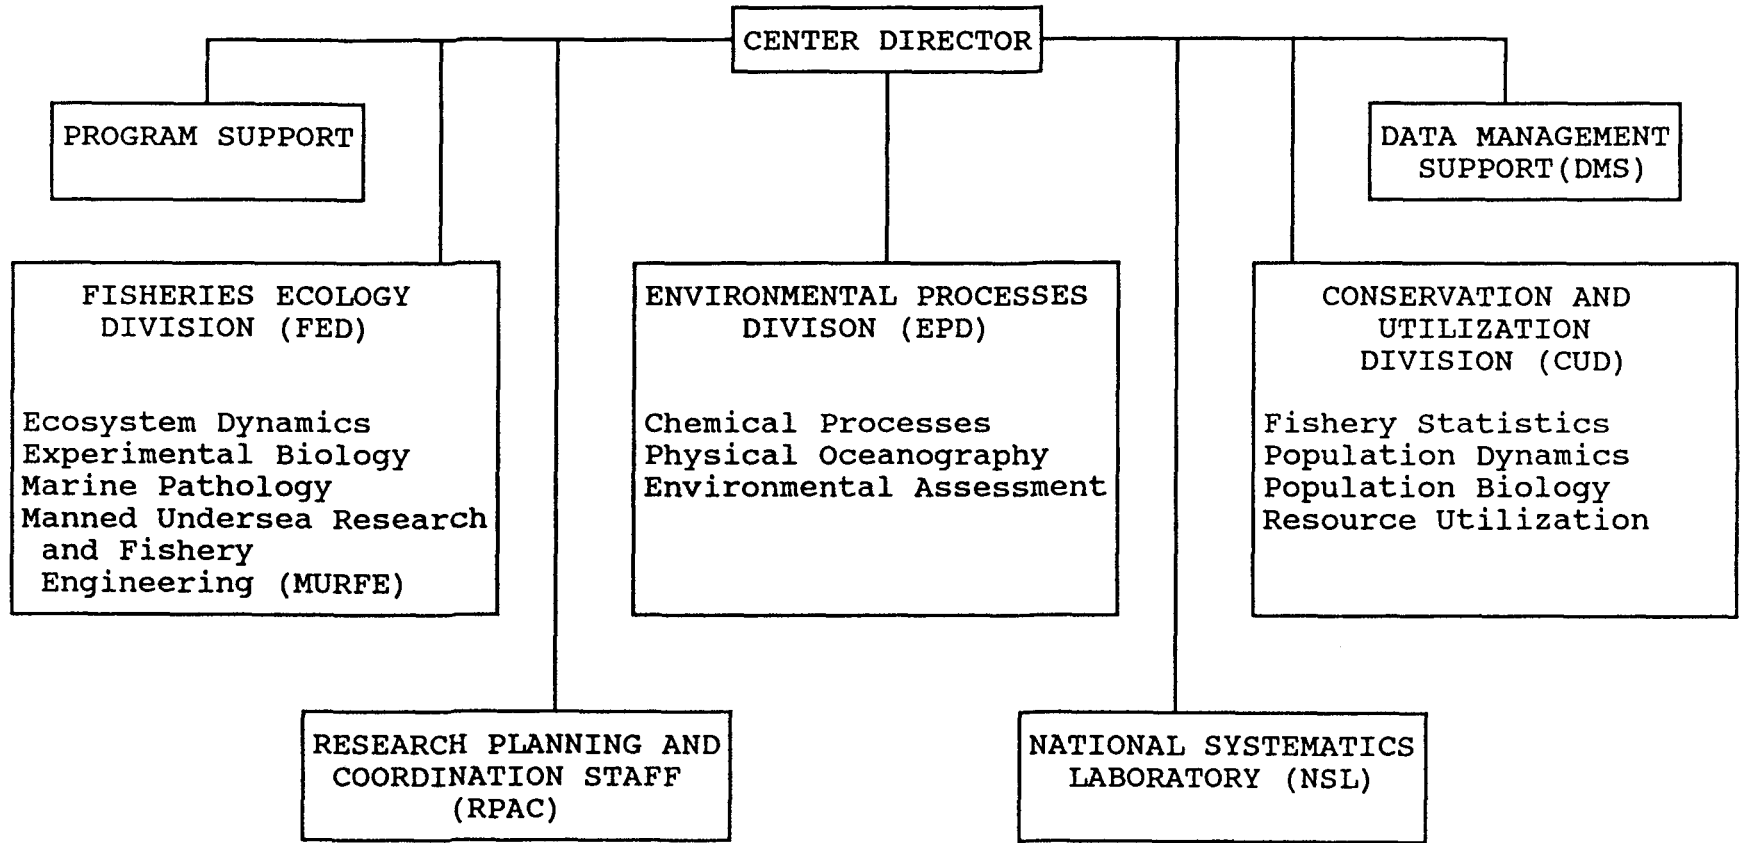 CENTER DIRECTOR
PROGRAM SUPPORT
DATA MANAGEMENT
SUPPORT(DMS)
FISHERIES ECOLOGY
DIVISION (FED)
Ecosystem Dynamics
Experimental Biology
Marine Pathology
Manned Undersea Research
and Fishery
Engineering (MURFE)
ENVIRONMENTAL PROCESSES
DIVISON (EPD)
Chemical Processes
Physical Oceanography
Environmental Assessment
CONSERVATION AND
UTILIZATION
DIVISION (CUD)
Fishery Statistics
Population Dynamics
Population Biology
Resource Utilization
RESEARCH PLANNING AND
COORDINATION STAFF
(RPAC)
NATIONAL SYSTEMATICS
LABORATORY (NSL)